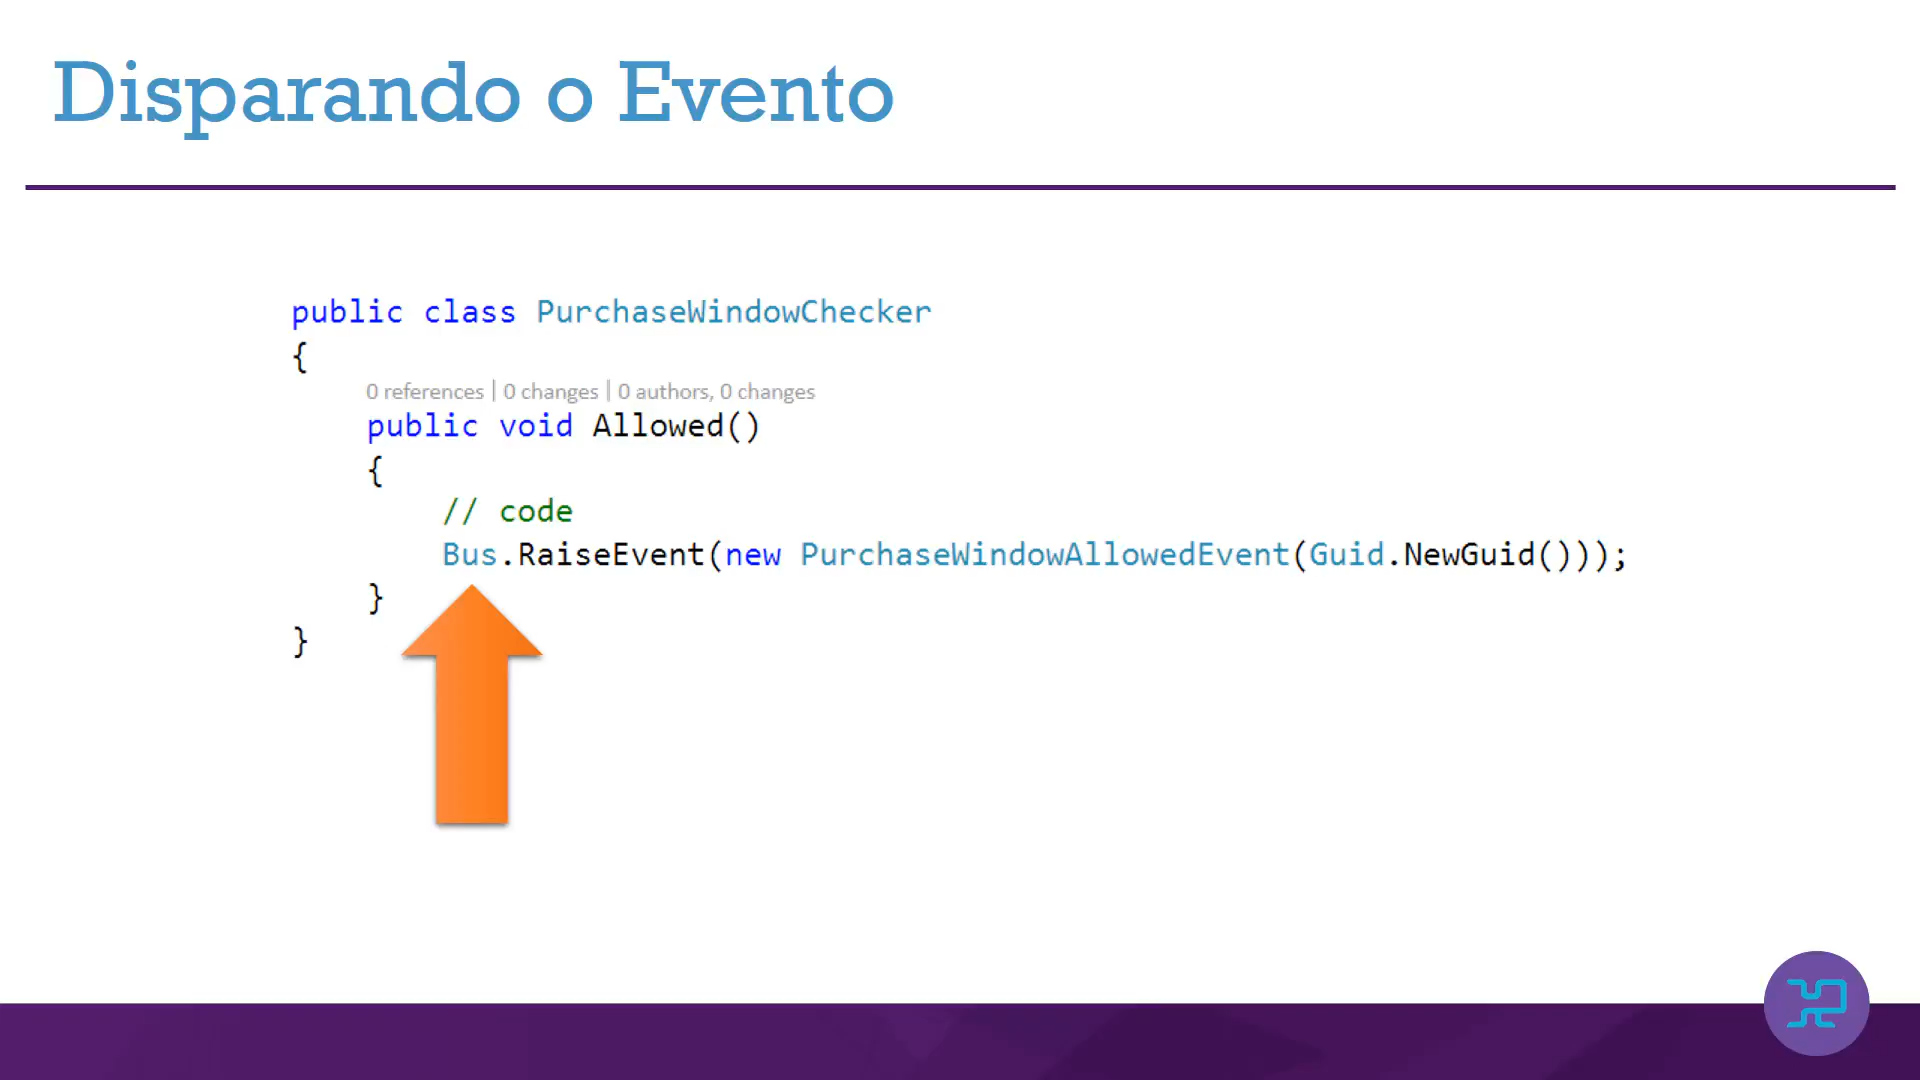 Disparando o Evento
public class PurchaseWindowChecker
{
0 references | 0 changes | 0 authors, 0 changes
public void Allowed()
{
// code
Bus.RaiseEvent(new PurchaseWindowAllowedEvent(Guid.NewGuid()));
}
}